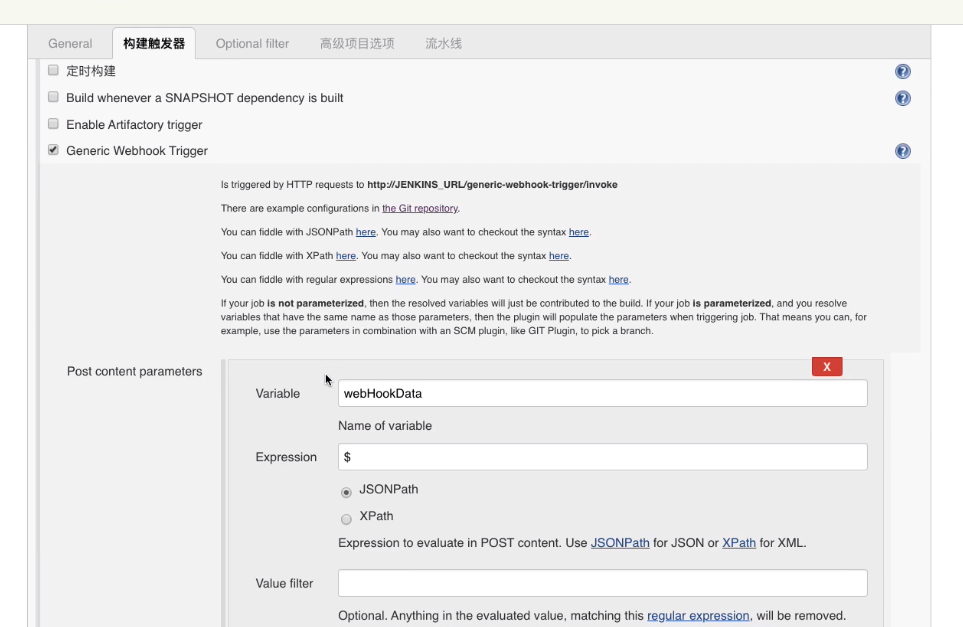 General 构建触发器 Optional filter 高级项目选项 流水线
定时构建
Build whenever a SNAPSHOT dependency is built
Enable Artifactory trigger
Generic Webhook Trigger
Is triggered by HTTP requests to http://JENKINS_URL/generic-webhook-trigger/invoke
There are example configurations in the Git repository.
You can fiddle with JSONPath here. You may also want to checkout the syntax here.
You can fiddle with XPath here. You may also want to checkout the syntax here.
You can fiddle with regular expressions here. You may also want to checkout the syntax here.
If your job is not parameterized, then the resolved variables will just be contributed to the build. If your job is parameterized, and you resolve
variables that have the same name as those parameters, then the plugin will populate the parameters when triggering job. That means you can, for
example, use the parameters in combination with an SCM plugin, like GIT Plugin, to pick a branch.
Post content parameters
X
Variable webHookData
Name of variable
Expression $
JSONPath
XPath
Expression to evaluate in POST content. Use JSONPath for JSON or XPath for XML.
Value filter
Optional. Anything in the evaluated value, matching this regular expression, will be removed.